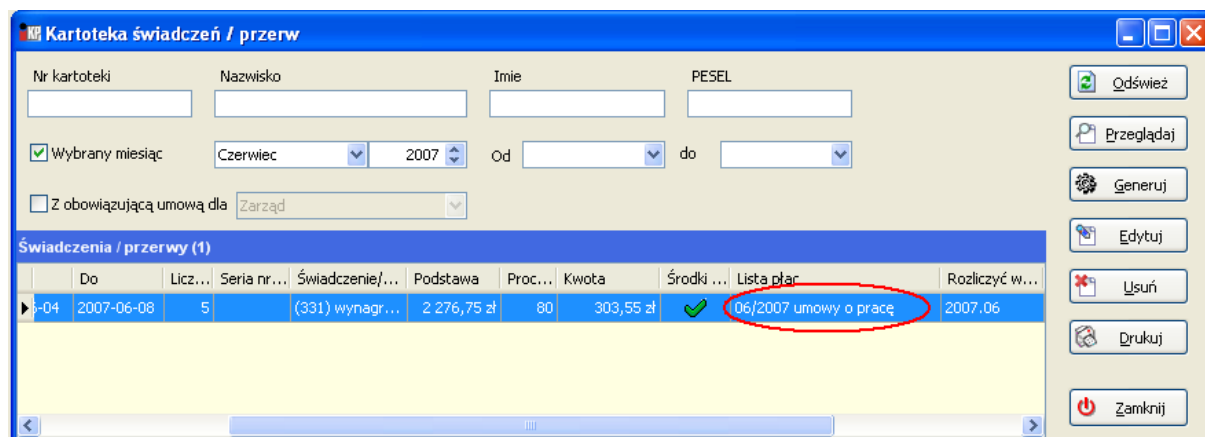 Kartoteka świadczeń / przerw
Nr kartoteki Nazwisko Imie PESEL
Odśwież
Przeglądaj
Wybrany miesiąc Czerwiec 2007 Od do
Generuj
Z obowiązującą umową dla Zarząd
Edytuj
Świadczenia / przerwy (1)
Do Licz... Seria nr... Świadczenie/... Podstawa Proc... Kwota Środki ... Lista płac Rozliczyć w...
Usuń
-04 2007-06-08 5 (331) wynagr... 2 276,75 zł 80 303,55 zł 06/2007 umowy o pracę 2007.06
Drukuj
Zamknij